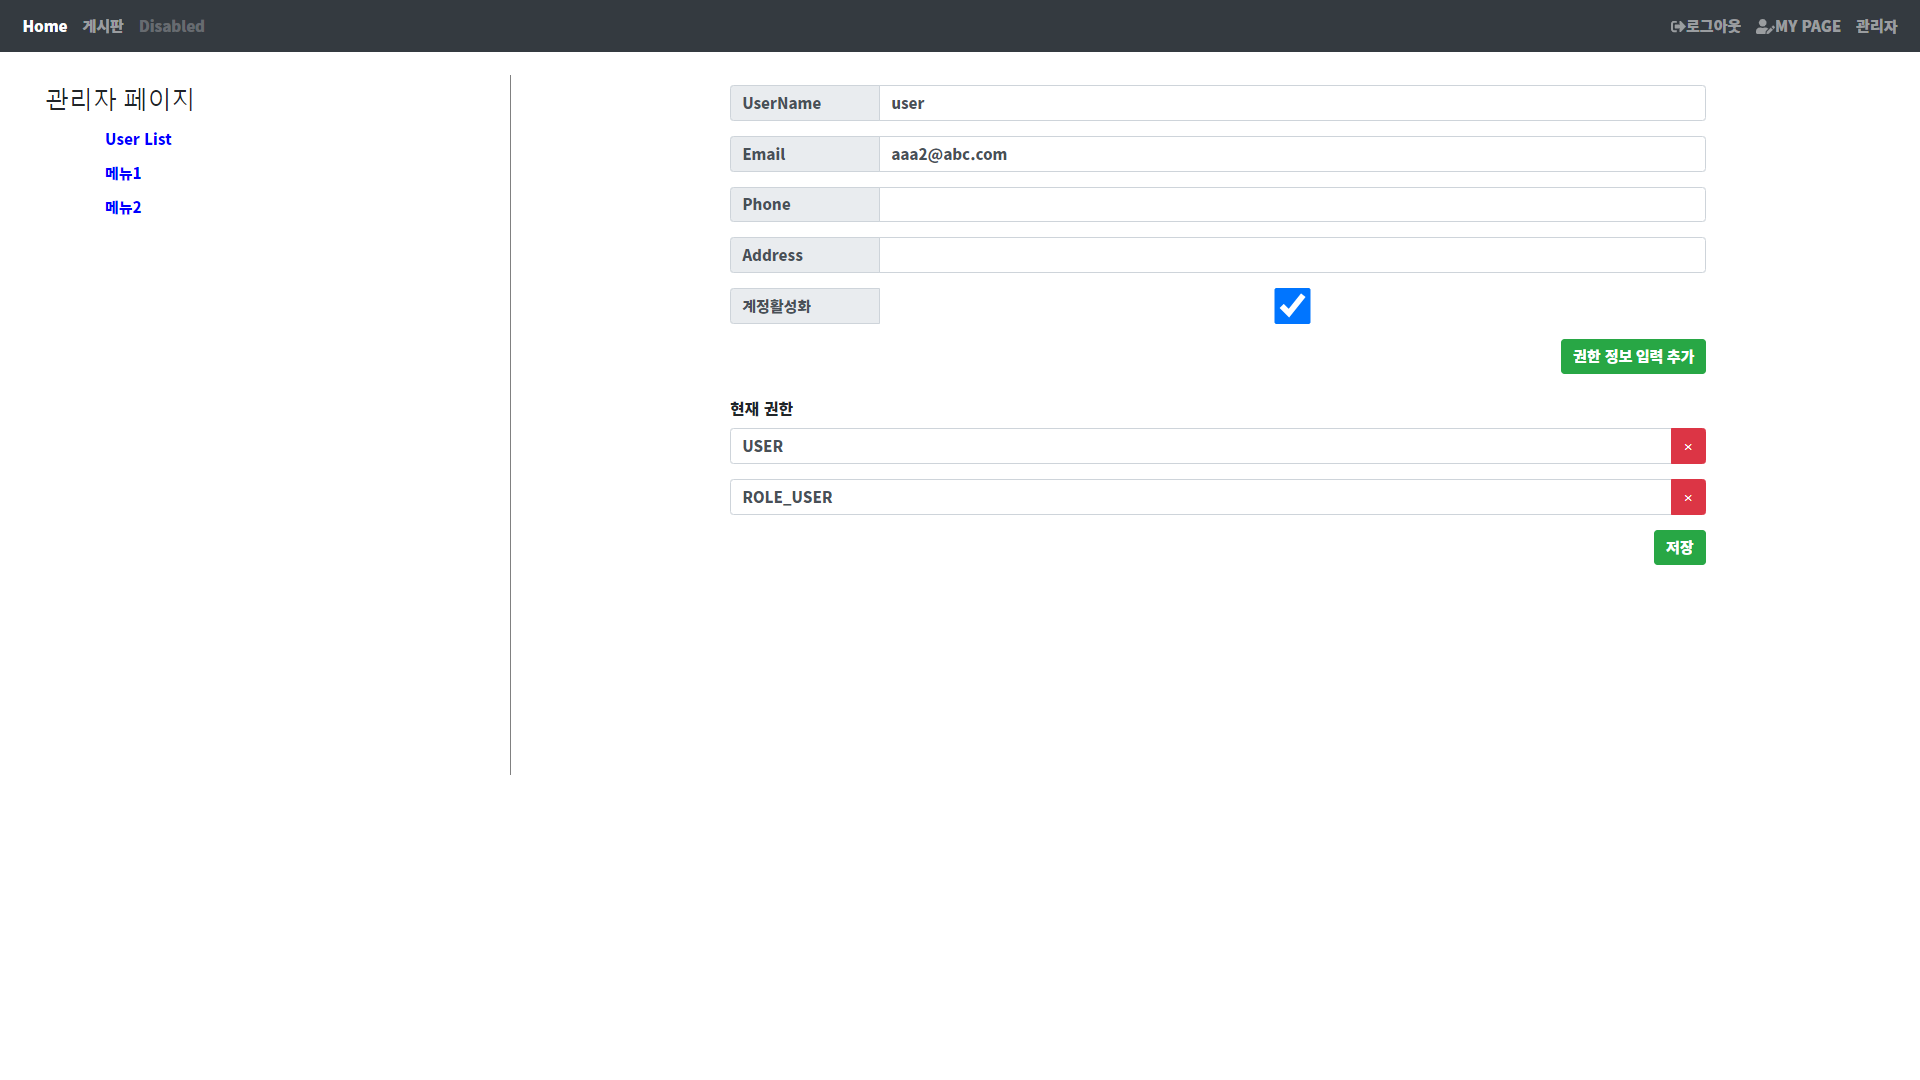 Home 게시판 Disabled 로그아웃 MY PAGE 관리자
관리자 페이지
User List
메뉴1
메뉴2
UserName user
Email aaa2@abc.com
Phone
Address
계정활성화
권한 정보 입력 추가
현재 권한
USER ×
ROLE_USER ×
저장